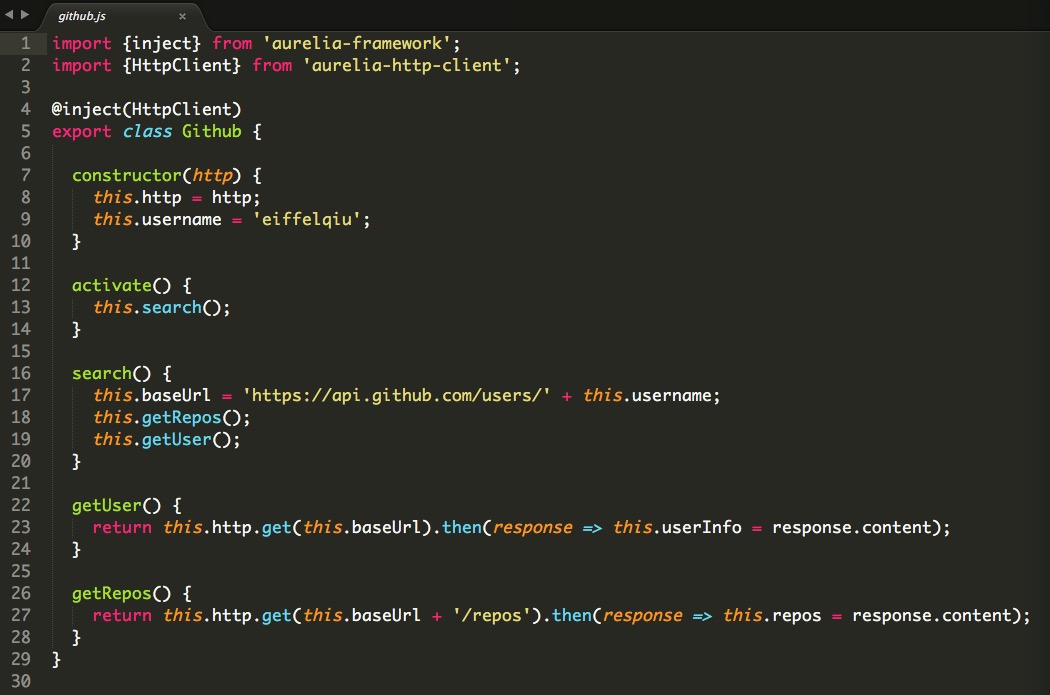 github.js ×
1 import {inject} from 'aurelia-framework';
2 import {HttpClient} from 'aurelia-http-client';
3
4 @inject(HttpClient)
5 export class Github {
6
7   constructor(http) {
8     this.http = http;
9     this.username = 'eiffelqiu';
10   }
11
12   activate() {
13     this.search();
14   }
15
16   search() {
17     this.baseUrl = 'https://api.github.com/users/' + this.username;
18     this.getRepos();
19     this.getUser();
20   }
21
22   getUser() {
23     return this.http.get(this.baseUrl).then(response => this.userInfo = response.content);
24   }
25
26   getRepos() {
27     return this.http.get(this.baseUrl + '/repos').then(response => this.repos = response.content);
28   }
29 }
30